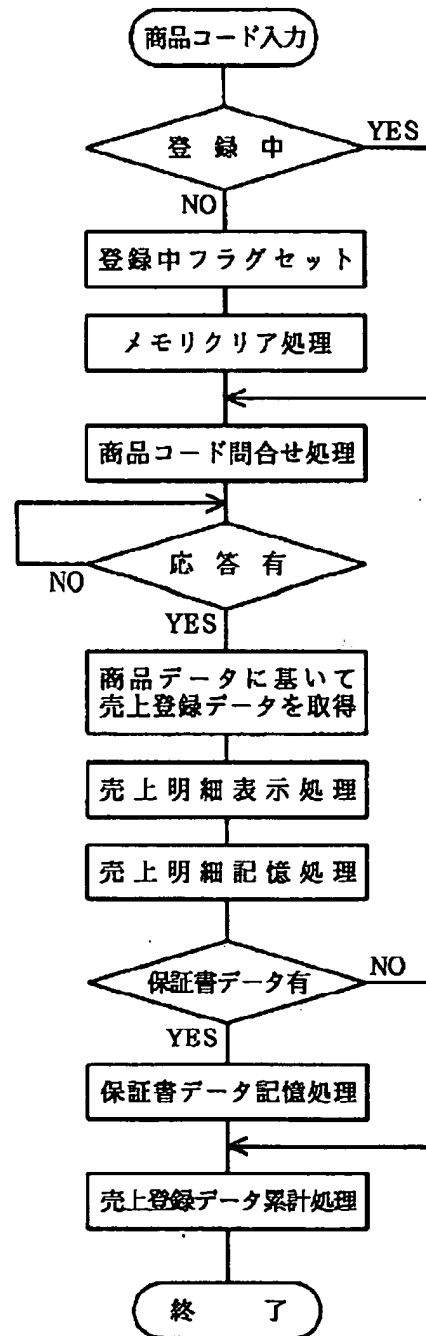 商品コード入力
登録中
YES
NO
登録中フラグセット
メモリクリア処理
商品コード問合せ処理
応答有
NO
YES
商品データに基いて
売上登録データを取得
売上明細表示処理
売上明細記憶処理
保証書データ有
NO
YES
保証書データ記憶処理
売上登録データ累計処理
終了